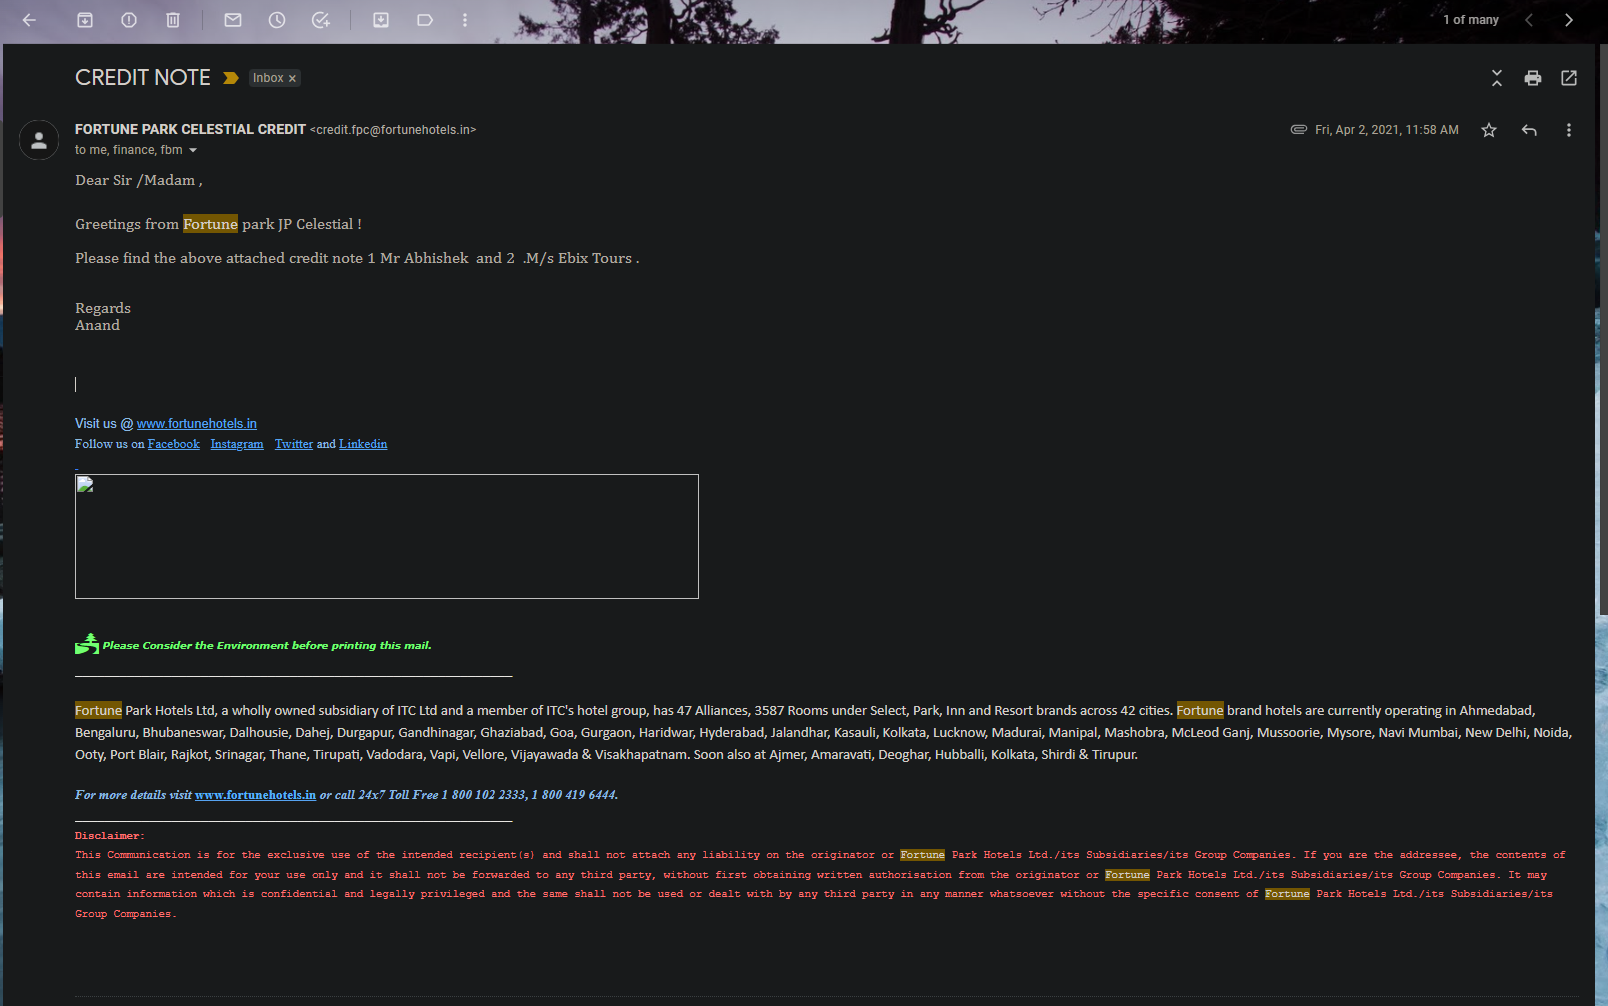 1 of many
CREDIT NOTE Inbox ×
FORTUNE PARK CELESTIAL CREDIT <credit.fpc@fortunehotels.in> Fri, Apr 2, 2021, 11:58 AM
to me, finance, fbm
Dear Sir /Madam ,
Greetings from Fortune park JP Celestial !
Please find the above attached credit note 1 Mr Abhishek  and 2  .M/s Ebix Tours .
Regards
Anand
Visit us @ www.fortunehotels.in
Follow us on Facebook   Instagram   Twitter and Linkedin
Please Consider the Environment before printing this mail.
Fortune Park Hotels Ltd, a wholly owned subsidiary of ITC Ltd and a member of ITC's hotel group, has 47 Alliances, 3587 Rooms under Select, Park, Inn and Resort brands across 42 cities. Fortune brand hotels are currently operating in Ahmedabad,
Bengaluru, Bhubaneswar, Dalhousie, Dahej, Durgapur, Gandhinagar, Ghaziabad, Goa, Gurgaon, Haridwar, Hyderabad, Jalandhar, Kasauli, Kolkata, Lucknow, Madurai, Manipal, Mashobra, McLeod Ganj, Mussoorie, Mysore, Navi Mumbai, New Delhi, Noida,
Ooty, Port Blair, Rajkot, Srinagar, Thane, Tirupati, Vadodara, Vapi, Vellore, Vijayawada & Visakhapatnam. Soon also at Ajmer, Amaravati, Deoghar, Hubballi, Kolkata, Shirdi & Tirupur.
For more details visit www.fortunehotels.in or call 24x7 Toll Free 1 800 102 2333, 1 800 419 6444.
Disclaimer:
This Communication is for the exclusive use of the intended recipient(s) and shall not attach any liability on the originator or Fortune Park Hotels Ltd./its Subsidiaries/its Group Companies. If you are the addressee, the contents of
this email are intended for your use only and it shall not be forwarded to any third party, without first obtaining written authorisation from the originator or Fortune Park Hotels Ltd./its Subsidiaries/its Group Companies. It may
contain information which is confidential and legally privileged and the same shall not be used or dealt with by any third party in any manner whatsoever without the specific consent of Fortune Park Hotels Ltd./its Subsidiaries/its
Group Companies.